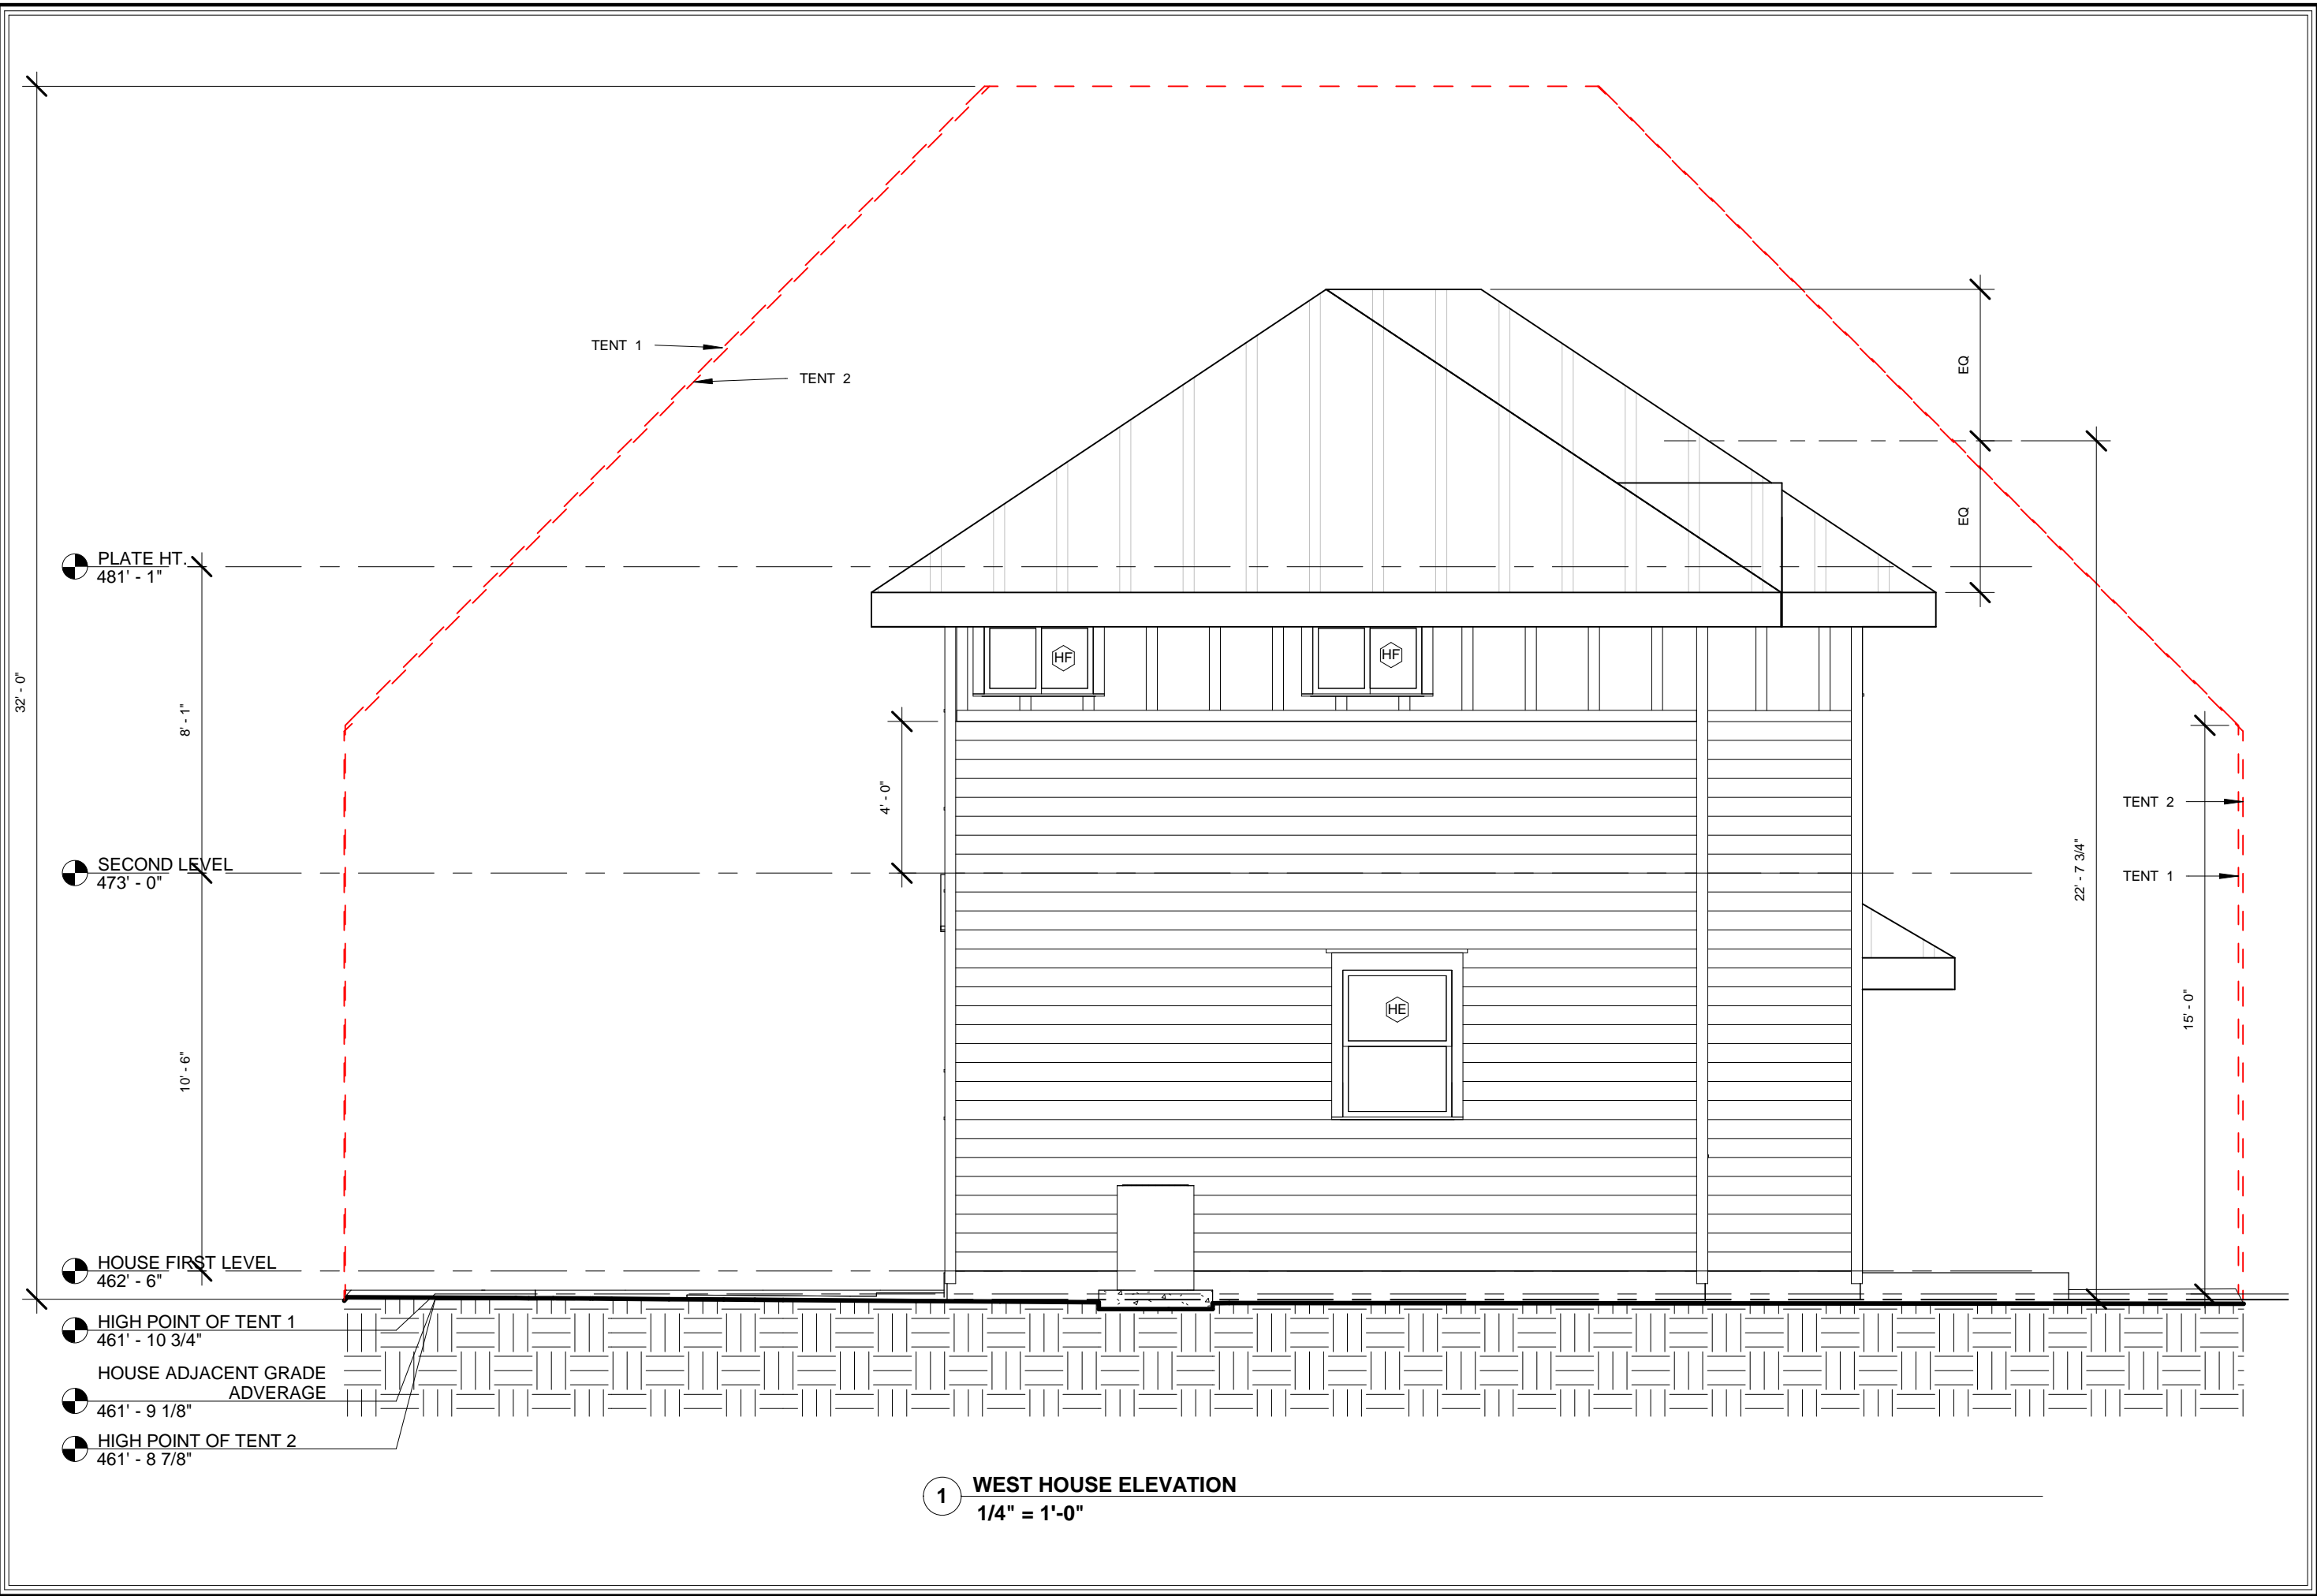 32' - 0"
TENT 1
TENT 2
EQ
EQ
PLATE HT.
481' - 1"
HF
HF
8' - 1"
4' - 0"
TENT 2
22' - 7 3/4"
SECOND LEVEL
473' - 0"
TENT 1
HE
15' - 0"
10' - 6"
HOUSE FIRST LEVEL
462' - 6"
HIGH POINT OF TENT 1
461' - 10 3/4"
HOUSE ADJACENT GRADE
ADVERAGE
461' - 9 1/8"
HIGH POINT OF TENT 2
461' - 8 7/8"
1
WEST HOUSE ELEVATION
1/4" = 1'-0"